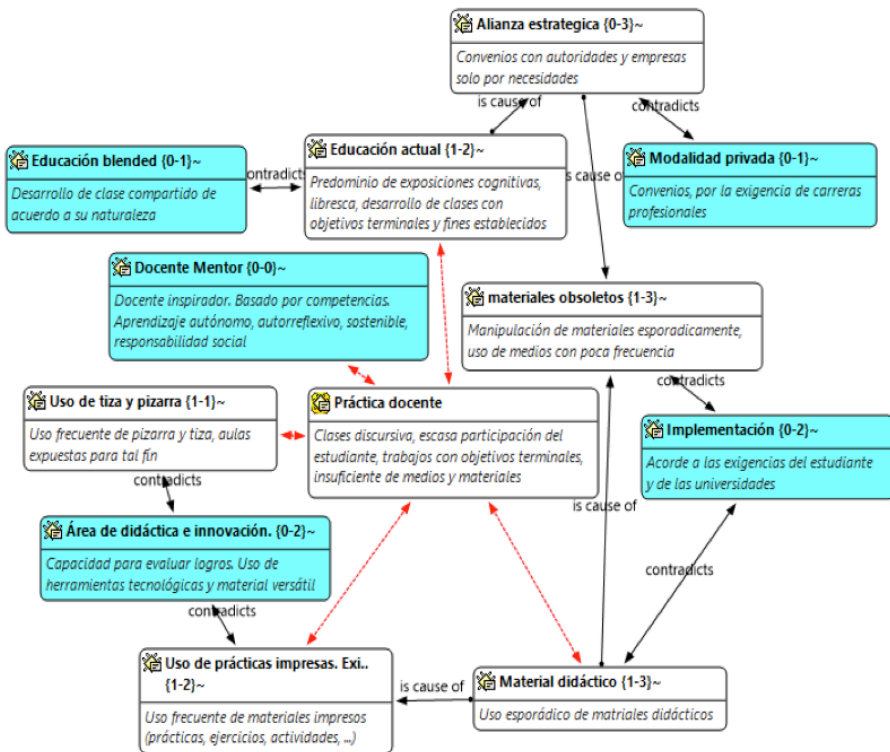 Alianza estrategica {0-3}~
Convenios con autoridades y empresas
solo por necesidades
is cause of
contradicts
Educación blended {0-1}~
Desarrollo de clase compartido de
acuerdo a su naturaleza
contradicts
Educación actual {1-2}~
Predominio de exposiciones cognitivas,
libresca, desarrollo de clases con
objetivos terminales y fines establecidos
is cause of
Modalidad privada {0-1}~
Convenios, por la exigencia de carreras
profesionales
Docente Mentor {0-0}~
Docente inspirador. Basado por competencias.
Aprendizaje autónomo, autorreflexivo, sostenible,
responsabilidad social
materiales obsoletos {1-3}~
Manipulación de materiales esporadicamente,
uso de medios con poca frecuencia
contradicts
Uso de tiza y pizarra {1-1}~
Uso frecuente de pizarra y tiza, aulas
expuestas para tal fín
contradicts
Práctica docente
Clases discursiva, escasa participación del
estudiante, trabajos con objetivos terminales,
insuficiente de medios y materiales
Implementación {0-2}~
Acorde a las exigencias del estudiante
y de las universidades
is cause of
Área de didáctica e innovación. {0-2}~
Capacidad para evaluar logros. Uso de
herramientas tecnológicas y material versátil
contradicts
contradicts
Uso de prácticas impresas. Exi..
{1-2}~
Uso frecuente de materiales impresos
(prácticas, ejercicios, actividades, ...)
is cause of
Material didáctico {1-3}~
Uso esporádico de matriales didácticos